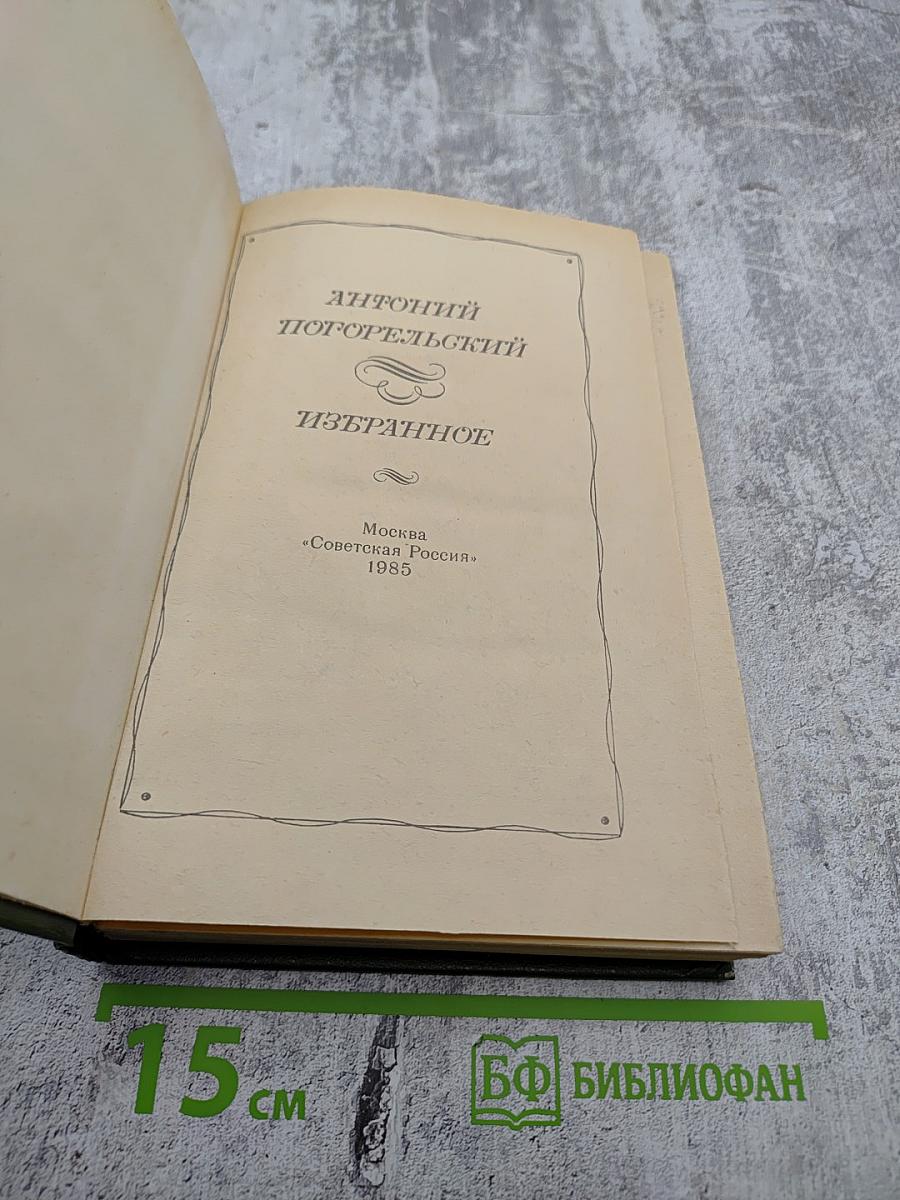 АНТОНИЙ
ПОГОРЕЛЬСКИЙ
ИЗБРАННОЕ
Москва
«Советская Россия»
1985
15 см
БФ БИБЛИОФАН